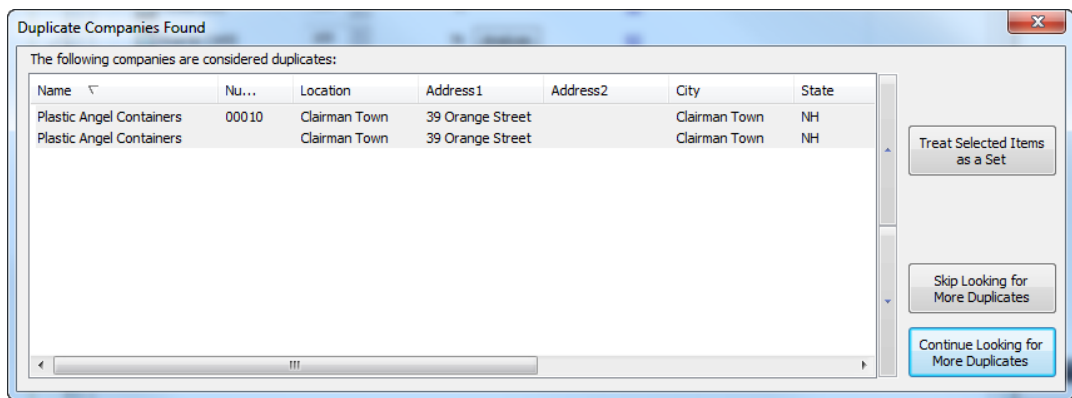 Duplicate Companies Found
The following companies are considered duplicates:
Name Nu... Location Address1 Address2 City State
Plastic Angel Containers 00010 Clairman Town 39 Orange Street Clairman Town NH
Plastic Angel Containers Clairman Town 39 Orange Street Clairman Town NH
Treat Selected Items
as a Set
Skip Looking for
More Duplicates
Continue Looking for
More Duplicates